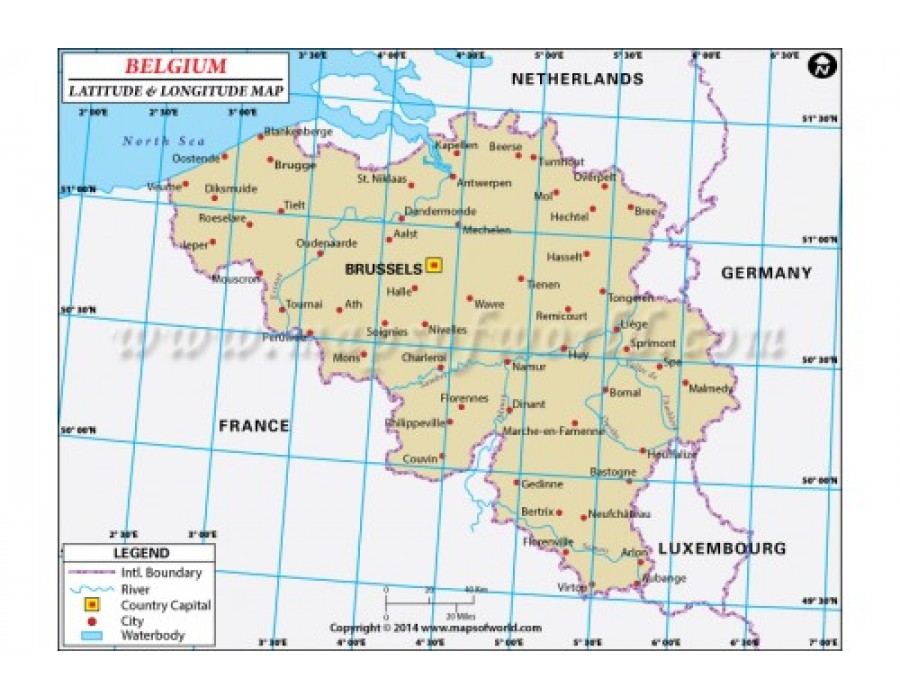 BELGIUM
LATITUDE & LONGITUDE MAP
3° 30'E
4° 00'E
4° 30'E
5° 00'E
5° 30'E
6° 00'E
6° 30'E
N
2° 00'E
2° 30'E
3° 00'E
NETHERLANDS
51° 30'N
North Sea
Blankenberge
Oostende
Brugge
Kapellen
Beerse
Turnhout
Veurne
Diksmuide
St. Niklaas
Antwerpen
Mol
Overpelt
51° 00'N
Roeselare
Tielt
Dendermonde
Hechtel
Bree
Ieper
Oudenaarde
Aalst
Mechelen
51° 00'N
Hasselt
BRUSSELS
GERMANY
Mouscron
Halle
Tienen
Tongeren
Tournai
Ath
Wavre
Remicourt
50° 30'N
Soignies
Nivelles
Liège
Peruwelz
www.mapsofworld.com
Sprimont
Mons
Charleroi
Namur
Huy
Spa
50° 30'N
Malmedy
Bomal
Florennes
Dinant
FRANCE
Philippeville
Marche-en-Famenne
50° 00'N
Couvin
Houffalize
Bastogne
Gedinne
50° 00'N
Bertrix
Neufchâteau
2° 30'E
3° 00'E
Florenville
Arlon
LUXEMBOURG
Virton
Aubange
49° 30'N
LEGEND
Intl. Boundary
River
Country Capital
City
Waterbody
0 20 40 Km
0 20 Miles
Copyright © 2014 www.mapsofworld.com
3° 30'E
4° 00'E
4° 30'E
5° 00'E
5° 30'E
6° 00'E
6° 30'E
7° 00'E